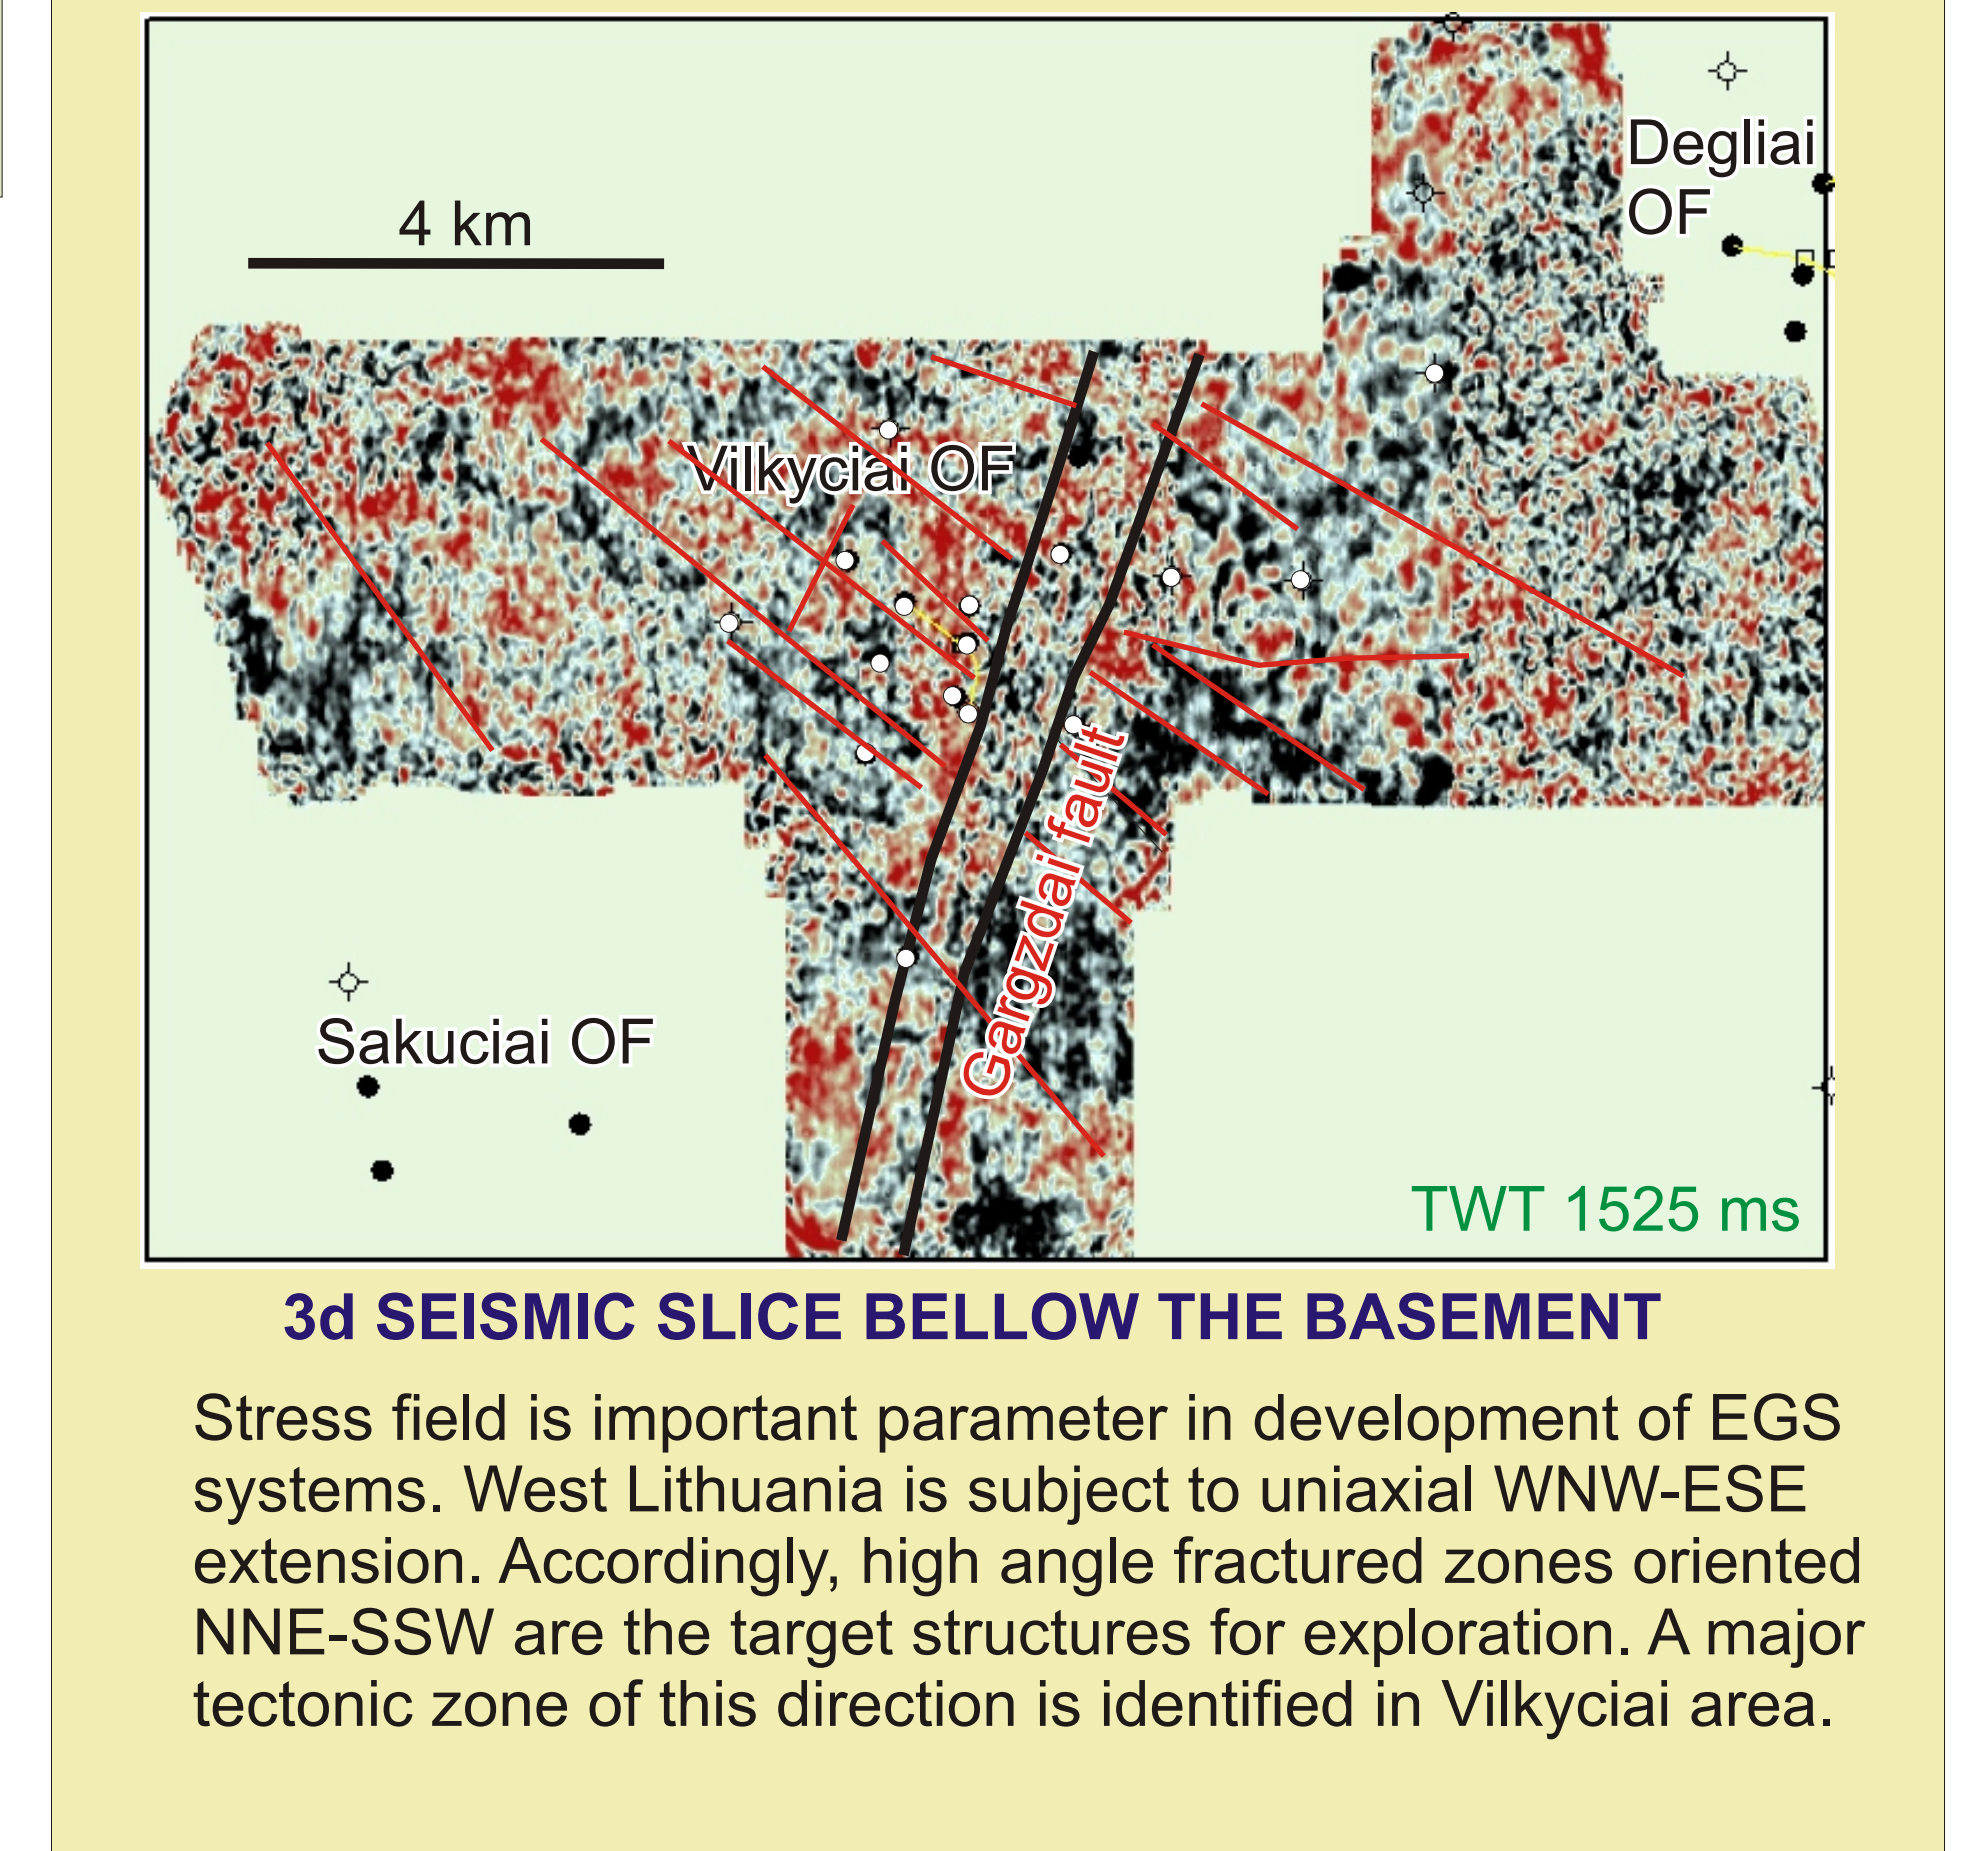 Degliai
OF
4 km
Vilkyciai OF
Gargzdai fault
Sakuciai OF
TWT 1525 ms
3d SEISMIC SLICE BELLOW THE BASEMENT
Stress field is important parameter in development of EGS
systems. West Lithuania is subject to uniaxial WNW-ESE
extension. Accordingly, high angle fractured zones oriented
NNE-SSW are the target structures for exploration. A major
tectonic zone of this direction is identified in Vilkyciai area.